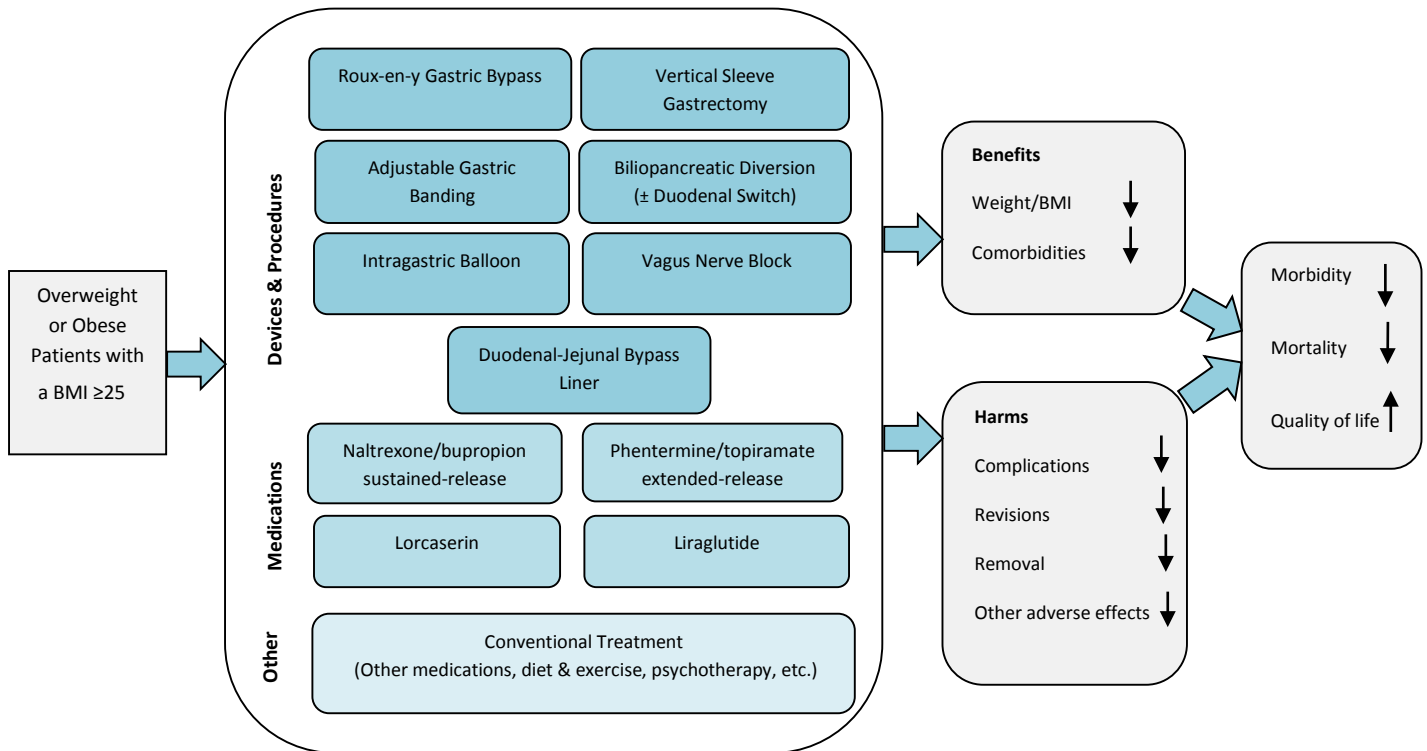 Overweight
or Obese
Patients with
a BMI ≥25
Devices & Procedures
Roux-en-y Gastric Bypass
Vertical Sleeve
Gastrectomy
Adjustable Gastric
Banding
Biliopancreatic Diversion
(± Duodenal Switch)
Intragastric Balloon
Vagus Nerve Block
Duodenal-Jejunal Bypass
Liner
Medications
Naltrexone/bupropion
sustained-release
Phentermine/topiramate
extended-release
Lorcaserin
Liraglutide
Other
Conventional Treatment
(Other medications, diet & exercise, psychotherapy, etc.)
Benefits
Weight/BMI
Comorbidities
Harms
Complications
Revisions
Removal
Other adverse effects
Morbidity
Mortality
Quality of life